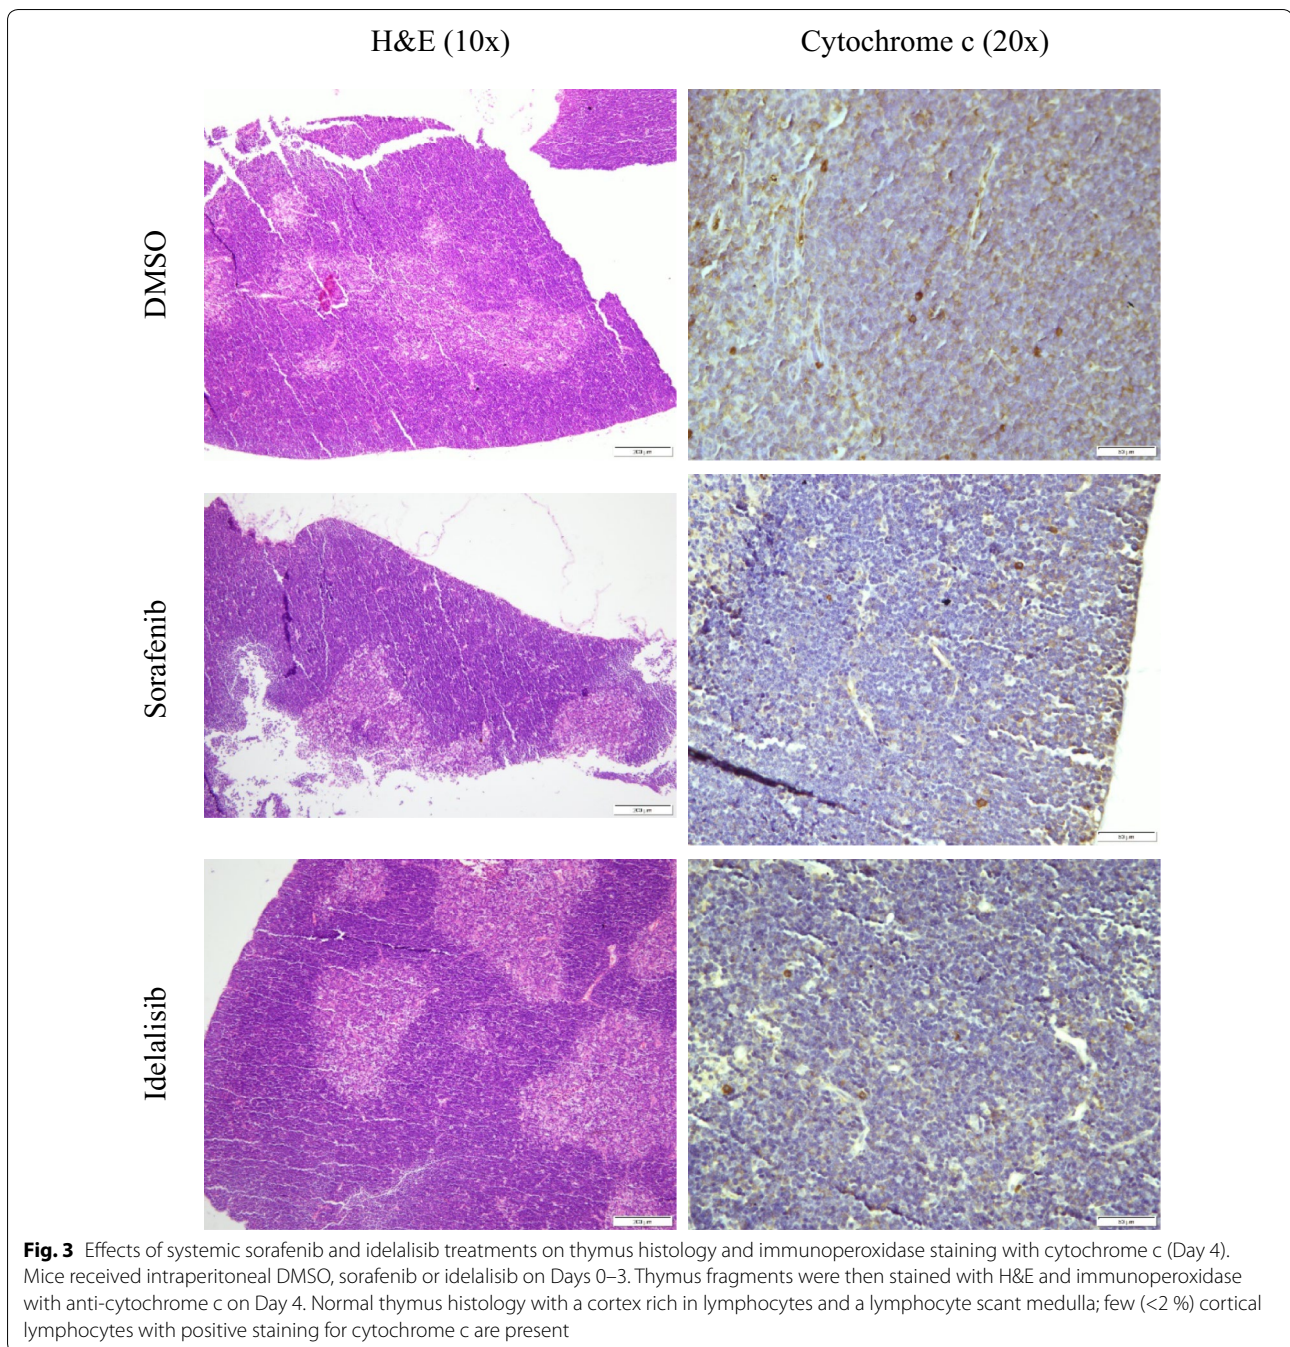 H&E (10x)
Cytochrome c (20x)
DMSO
Sorafenib
Idelalisib
Fig. 3 Effects of systemic sorafenib and idelalisib treatments on thymus histology and immunoperoxidase staining with cytochrome c (Day 4).
Mice received intraperitoneal DMSO, sorafenib or idelalisib on Days 0–3. Thymus fragments were then stained with H&E and immunoperoxidase
with anti-cytochrome c on Day 4. Normal thymus histology with a cortex rich in lymphocytes and a lymphocyte scant medulla; few (<2 %) cortical
lymphocytes with positive staining for cytochrome c are present